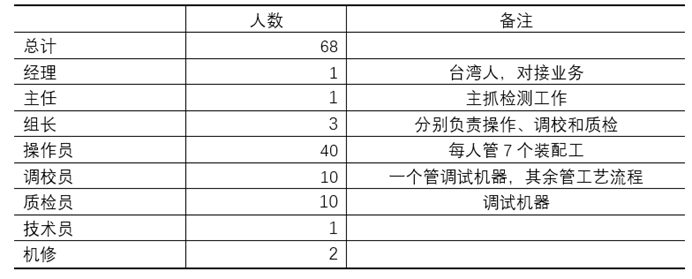 人数 备注
总计 68
经理 1 台湾人，对接业务
主任 1 主抓检测工作
组长 3 分别负责操作、调校和质检
操作员 40 每人管 7 个装配工
调校员 10 一个管调试机器，其余管工艺流程
质检员 10 调试机器
技术员 1
机修 2